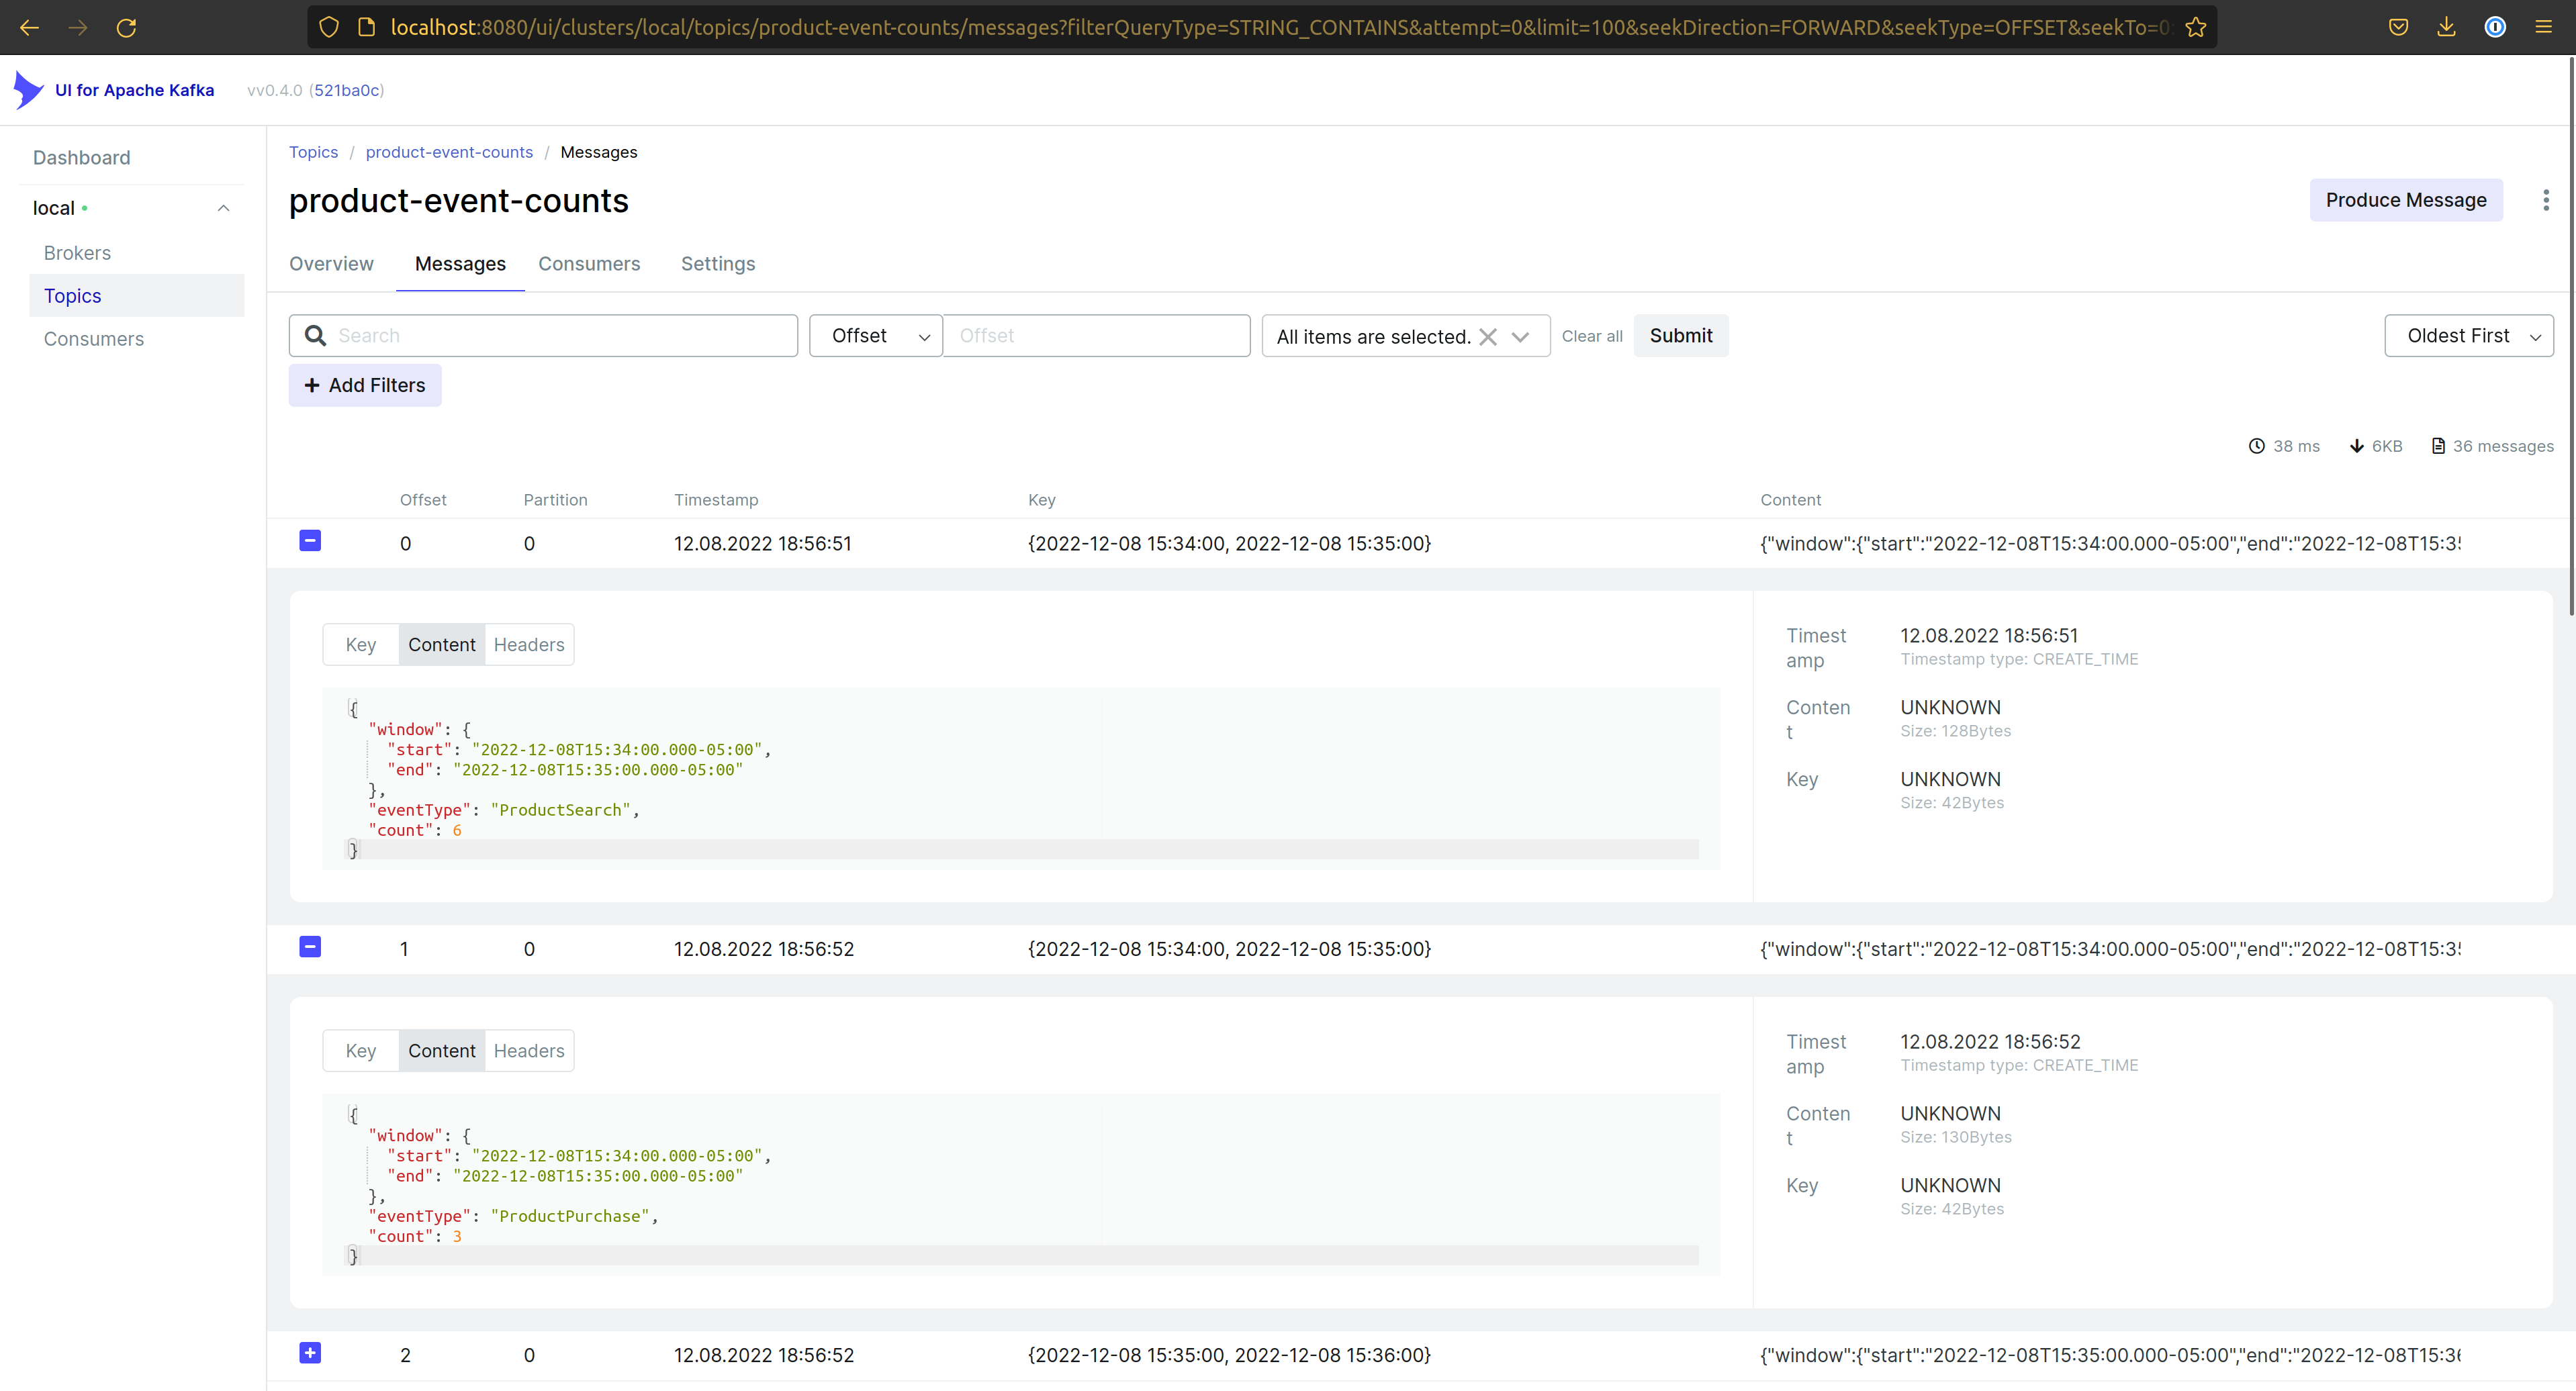 localhost:8080/ui/clusters/local/topics/product-event-counts/messages?filterQueryType=STRING_CONTAINS&attempt=0&limit=100&seekDirection=FORWARD&seekType=OFFSET&seekTo=0
UI for Apache Kafka vv0.4.0 (521ba0c)
Dashboard
local
Brokers
Topics
Consumers
Topics / product-event-counts / Messages
product-event-counts
Produce Message
Overview Messages Consumers Settings
Search Offset Offset All items are selected. Clear all Submit Oldest First
+ Add Filters
38 ms 6KB 36 messages
Offset Partition Timestamp Key Content
0 0 12.08.2022 18:56:51 {2022-12-08 15:34:00, 2022-12-08 15:35:00} {"window":{"start":"2022-12-08T15:34:00.000-05:00","end":"2022-12-08T15:3
Key Content Headers
{
"window": {
"start": "2022-12-08T15:34:00.000-05:00",
"end": "2022-12-08T15:35:00.000-05:00"
},
"eventType": "ProductSearch",
"count": 6
}
Timest
amp
12.08.2022 18:56:51
Timestamp type: CREATE_TIME
Conten
t
UNKNOWN
Size: 128Bytes
Key
UNKNOWN
Size: 42Bytes
1 0 12.08.2022 18:56:52 {2022-12-08 15:34:00, 2022-12-08 15:35:00} {"window":{"start":"2022-12-08T15:34:00.000-05:00","end":"2022-12-08T15:3
Key Content Headers
{
"window": {
"start": "2022-12-08T15:34:00.000-05:00",
"end": "2022-12-08T15:35:00.000-05:00"
},
"eventType": "ProductPurchase",
"count": 3
}
Timest
amp
12.08.2022 18:56:52
Timestamp type: CREATE_TIME
Conten
t
UNKNOWN
Size: 130Bytes
Key
UNKNOWN
Size: 42Bytes
2 0 12.08.2022 18:56:52 {2022-12-08 15:35:00, 2022-12-08 15:36:00} {"window":{"start":"2022-12-08T15:35:00.000-05:00","end":"2022-12-08T15:3